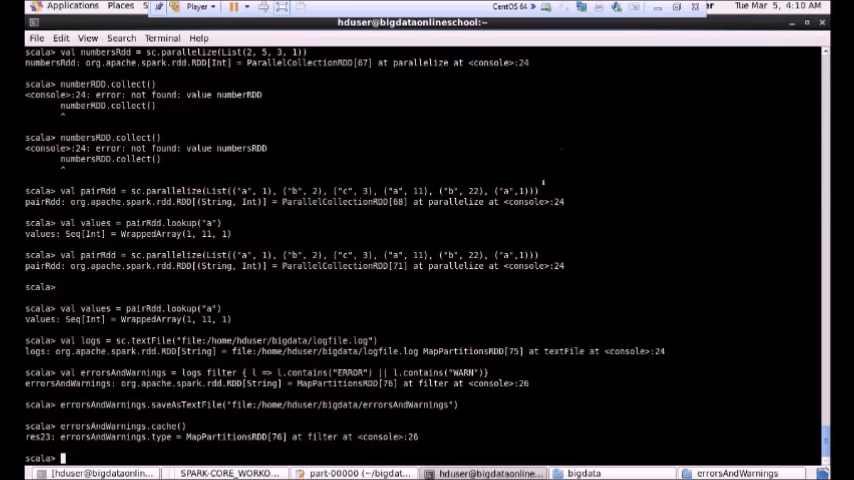 Applications Places System
Player
CentOS 64
Tue Mar 5, 4:10 AM
hduser@bigdataonlineschool:~
File Edit View Search Terminal Help
scala> val numbersRdd = sc.parallelize(List(2, 5, 3, 1))
numbersRdd: org.apache.spark.rdd.RDD[Int] = ParallelCollectionRDD[67] at parallelize at <console>:24
scala> numberRDD.collect()
<console>:24: error: not found: value numberRDD
numberRDD.collect()
^
scala> numbersRDD.collect()
<console>:24: error: not found: value numbersRDD
numbersRDD.collect()
^
scala> val pairRdd = sc.parallelize(List(("a", 1), ("b", 2), ("c", 3), ("a", 11), ("b", 22), ("a",1)))
pairRdd: org.apache.spark.rdd.RDD[(String, Int)] = ParallelCollectionRDD[68] at parallelize at <console>:24
scala> val values = pairRdd.lookup("a")
values: Seq[Int] = WrappedArray(1, 11, 1)
scala> val pairRdd = sc.parallelize(List(("a", 1), ("b", 2), ("c", 3), ("a", 11), ("b", 22), ("a",1)))
pairRdd: org.apache.spark.rdd.RDD[(String, Int)] = ParallelCollectionRDD[71] at parallelize at <console>:24
scala>
scala> val values = pairRdd.lookup("a")
values: Seq[Int] = WrappedArray(1, 11, 1)
scala> val logs = sc.textFile("file:/home/hduser/bigdata/logfile.log")
logs: org.apache.spark.rdd.RDD[String] = file:/home/hduser/bigdata/logfile.log MapPartitionsRDD[75] at textFile at <console>:24
scala> val errorsAndWarnings = logs filter { l => l.contains("ERROR") || l.contains("WARN")}
errorsAndWarnings: org.apache.spark.rdd.RDD[String] = MapPartitionsRDD[76] at filter at <console>:26
scala> errorsAndWarnings.saveAsTextFile("file:/home/hduser/bigdata/errorsAndWarnings")
scala> errorsAndWarnings.cache()
res23: errorsAndWarnings.type = MapPartitionsRDD[76] at filter at <console>:26
scala>
[hduser@bigdataonli... SPARK-CORE_WORKO... part-00000 (~/bigdat... hduser@bigdataonline... bigdata errorsAndWarnings